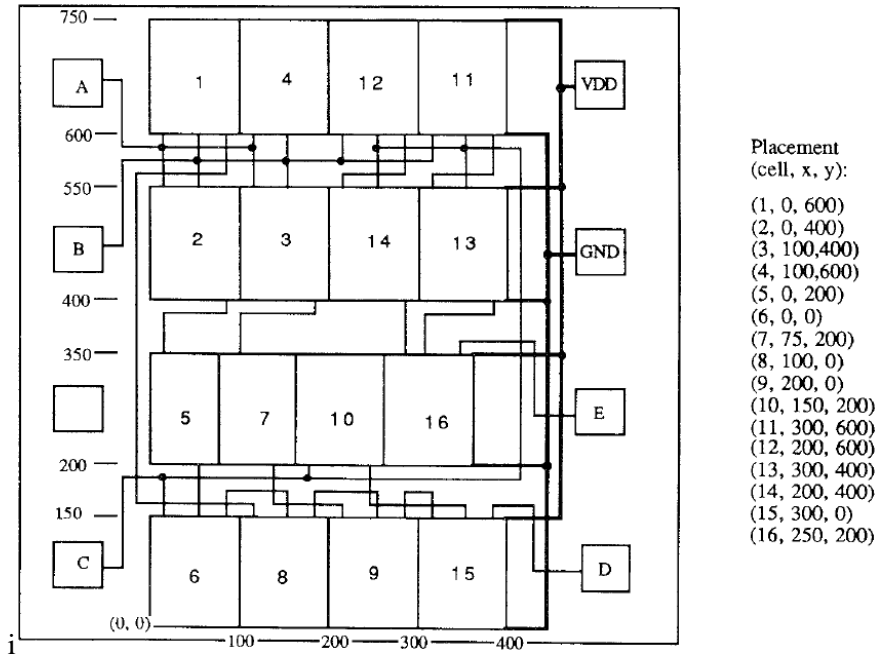 750
A
1
4
12
11
VDD
600
550
B
2
3
14
13
GND
400
350
5
7
10
16
E
200
150
C
6
8
9
15
D
(0, 0)
100
200
300
400
i
Placement
(cell, x, y):
(1, 0, 600)
(2, 0, 400)
(3, 100,400)
(4, 100,600)
(5, 0, 200)
(6, 0, 0)
(7, 75, 200)
(8, 100, 0)
(9, 200, 0)
(10, 150, 200)
(11, 300, 600)
(12, 200, 600)
(13, 300, 400)
(14, 200, 400)
(15, 300, 0)
(16, 250, 200)